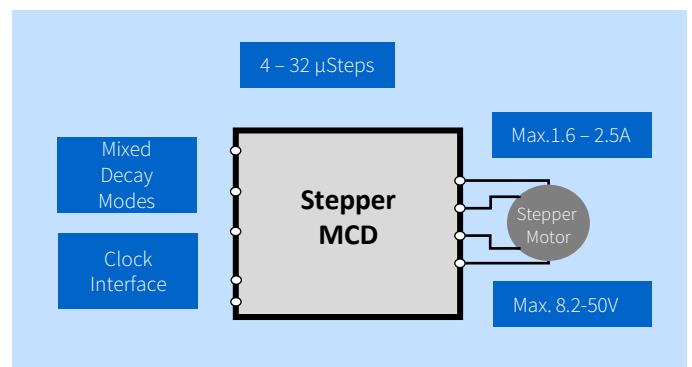 4 – 32 µSteps
Max.1.6 – 2.5A
Mixed
Decay
Modes
Stepper
MCD
Stepper
Motor
Clock
Interface
Max. 8.2-50V